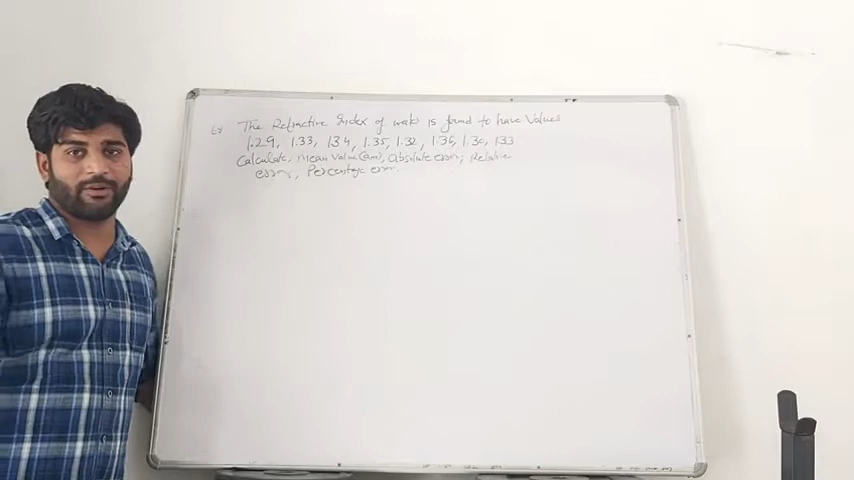 Ex The Refractive Index of water is found to have Values
1.29, 1.33, 1.34, 1.35, 1.32, 1.36, 1.30, 1.33
Calculate, mean value (am), absolute error, Relative
error, Percentage error.